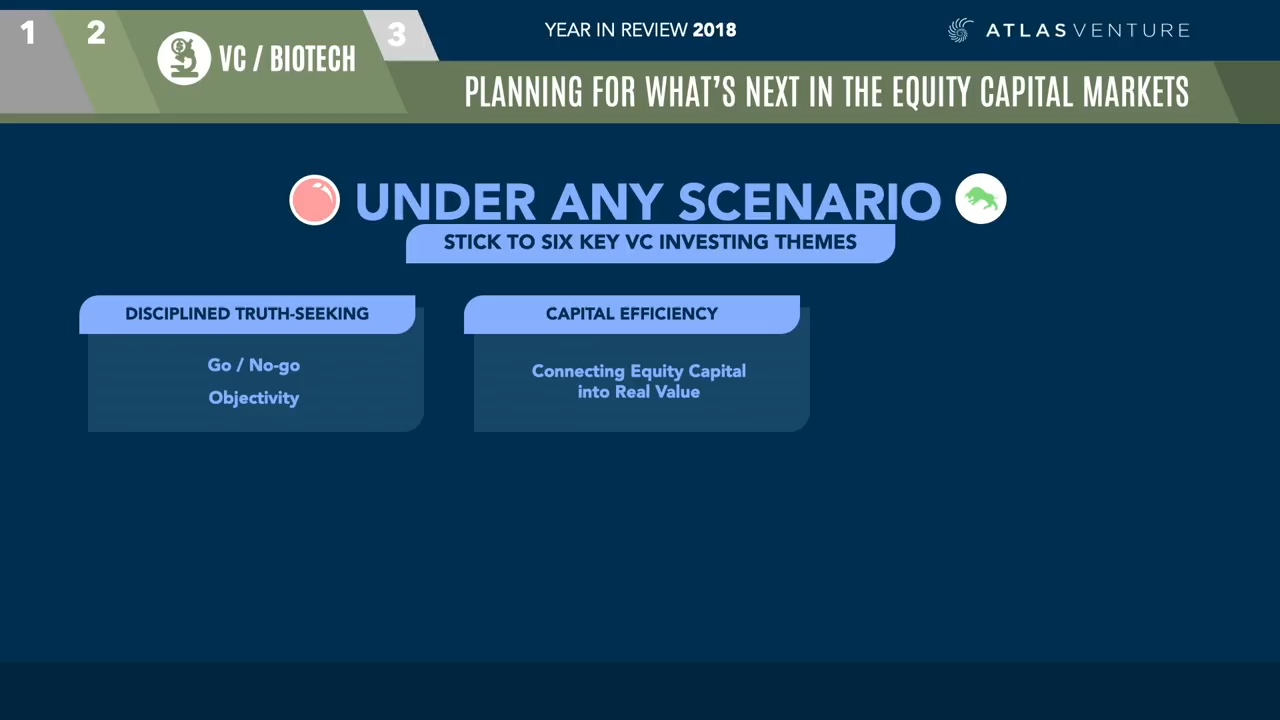 1
2
VC / BIOTECH
3
YEAR IN REVIEW 2018
ATLAS VENTURE
PLANNING FOR WHAT'S NEXT IN THE EQUITY CAPITAL MARKETS
UNDER ANY SCENARIO
STICK TO SIX KEY VC INVESTING THEMES
DISCIPLINED TRUTH-SEEKING
Go / No-go
Objectivity
CAPITAL EFFICIENCY
Connecting Equity Capital
into Real Value